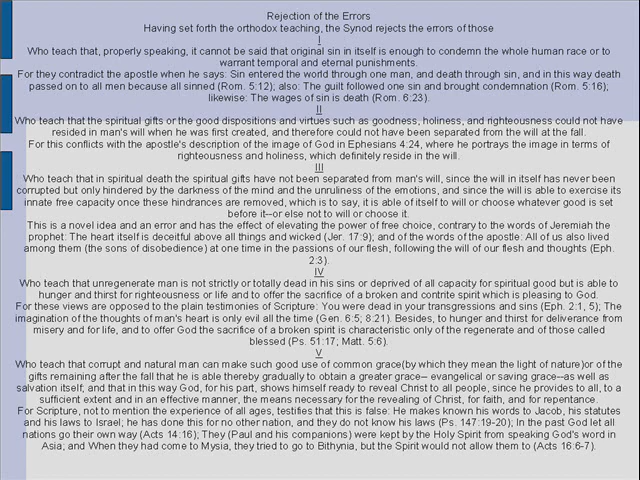 Rejection of the Errors
Having set forth the orthodox teaching, the Synod rejects the errors of those
I
Who teach that, properly speaking, it cannot be said that original sin in itself is enough to condemn the whole human race or to
warrant temporal and eternal punishments.
For they contradict the apostle when he says: Sin entered the world through one man, and death through sin, and in this way death
passed on to all men because all sinned (Rom. 5:12); also: The guilt followed one sin and brought condemnation (Rom. 5:16);
likewise: The wages of sin is death (Rom. 6:23).
II
Who teach that the spiritual gifts or the good dispositions and virtues such as goodness, holiness, and righteousness could not have
resided in man's will when he was first created, and therefore could not have been separated from the will at the fall.
For this conflicts with the apostle's description of the image of God in Ephesians 4:24, where he portrays the image in terms of
righteousness and holiness, which definitely reside in the will.
III
Who teach that in spiritual death the spiritual gifts have not been separated from man's will, since the will in itself has never been
corrupted but only hindered by the darkness of the mind and the unruliness of the emotions, and since the will is able to exercise its
innate free capacity once these hindrances are removed, which is to say, it is able of itself to will or choose whatever good is set
before it--or else not to will or choose it.
This is a novel idea and an error and has the effect of elevating the power of free choice, contrary to the words of Jeremiah the
prophet: The heart itself is deceitful above all things and wicked (Jer. 17:9); and of the words of the apostle: All of us also lived
among them (the sons of disobedience) at one time in the passions of our flesh, following the will of our flesh and thoughts (Eph.
2:3).
IV
Who teach that unregenerate man is not strictly or totally dead in his sins or deprived of all capacity for spiritual good but is able to
hunger and thirst for righteousness or life and to offer the sacrifice of a broken and contrite spirit which is pleasing to God.
For these views are opposed to the plain testimonies of Scripture: You were dead in your transgressions and sins (Eph. 2:1, 5); The
imagination of the thoughts of man's heart is only evil all the time (Gen. 6:5; 8:21). Besides, to hunger and thirst for deliverance from
misery and for life, and to offer God the sacrifice of a broken spirit is characteristic only of the regenerate and of those called
blessed (Ps. 51:17; Matt. 5:6).
V
Who teach that corrupt and natural man can make such good use of common grace(by which they mean the light of nature)or of the
gifts remaining after the fall that he is able thereby gradually to obtain a greater grace-- evangelical or saving grace--as well as
salvation itself; and that in this way God, for his part, shows himself ready to reveal Christ to all people, since he provides to all, to a
sufficient extent and in an effective manner, the means necessary for the revealing of Christ, for faith, and for repentance.
For Scripture, not to mention the experience of all ages, testifies that this is false: He makes known his words to Jacob, his statutes
and his laws to Israel; he has done this for no other nation, and they do not know his laws (Ps. 147:19-20); In the past God let all
nations go their own way (Acts 14:16); They (Paul and his companions) were kept by the Holy Spirit from speaking God's word in
Asia; and When they had come to Mysia, they tried to go to Bithynia, but the Spirit would not allow them to (Acts 16:6-7).